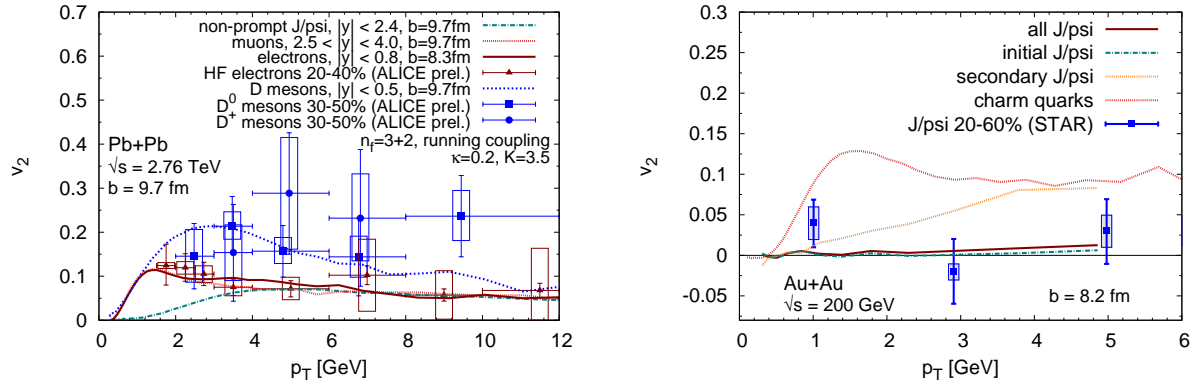 0.7
0.6
0.5
0.4
0.3
0.2
0.1
0
0 2 4 6 8 10 12
v₂
p_T [GeV]
non-prompt J/psi, |y| < 2.4, b=9.7fm
muons, 2.5 < |y| < 4.0, b=9.7fm
electrons, |y| < 0.8, b=8.3fm
HF electrons 20-40% (ALICE prel.)
D mesons, |y| < 0.5, b=9.7fm
D⁰ mesons 30-50% (ALICE prel.)
D⁺ mesons 30-50% (ALICE prel.)
n_f=3+2, running coupling
κ=0.2, K=3.5
Pb+Pb
√s = 2.76 TeV
b = 9.7 fm
0.3
0.25
0.2
0.15
0.1
0.05
0
-0.05
0 1 2 3 4 5 6
v₂
p_T [GeV]
all J/psi
initial J/psi
secondary J/psi
charm quarks
J/psi 20-60% (STAR)
Au+Au
√s = 200 GeV
b = 8.2 fm